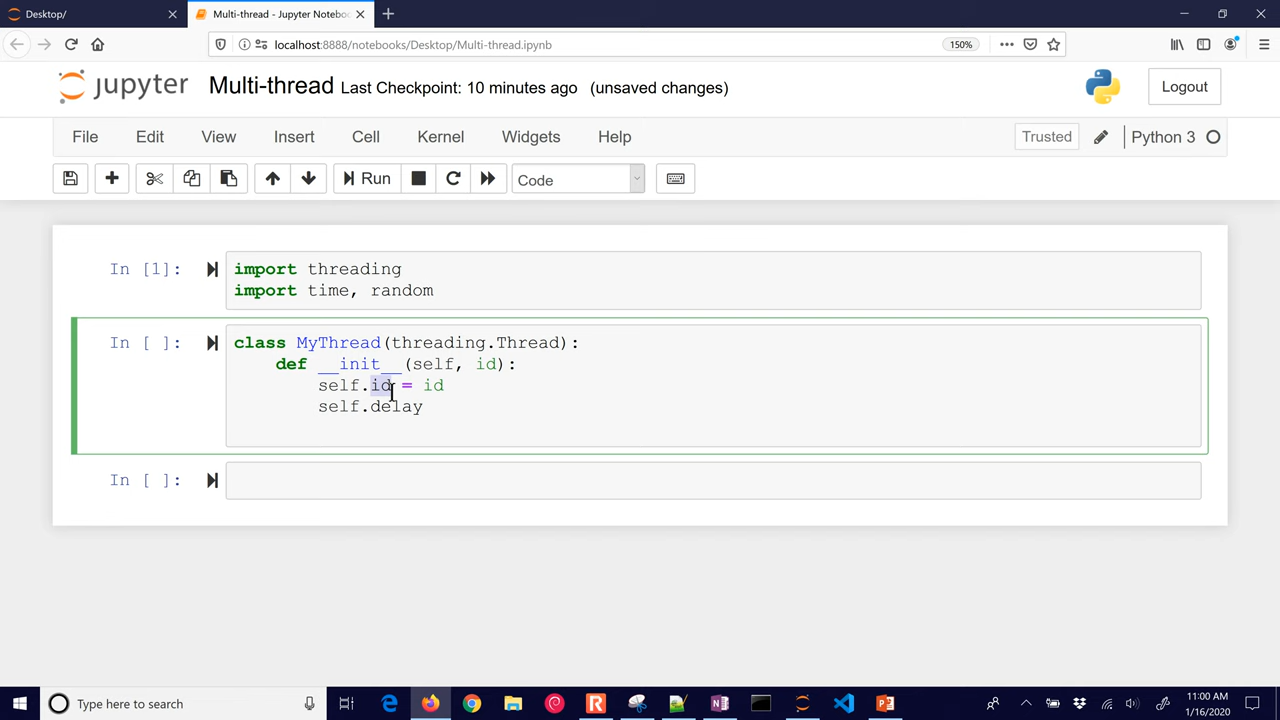 Desktop/
Multi-thread - Jupyter Notebo
localhost:8888/notebooks/Desktop/Multi-thread.ipynb
150%
jupyter Multi-thread Last Checkpoint: 10 minutes ago (unsaved changes)
Logout
File Edit View Insert Cell Kernel Widgets Help
Trusted Python 3
Run Code
In [1]: import threading
import time, random
In [ ]: class MyThread(threading.Thread):
def __init__(self, id):
self.id = id
self.delay
In [ ]:
Type here to search
11:00 AM
1/16/2020